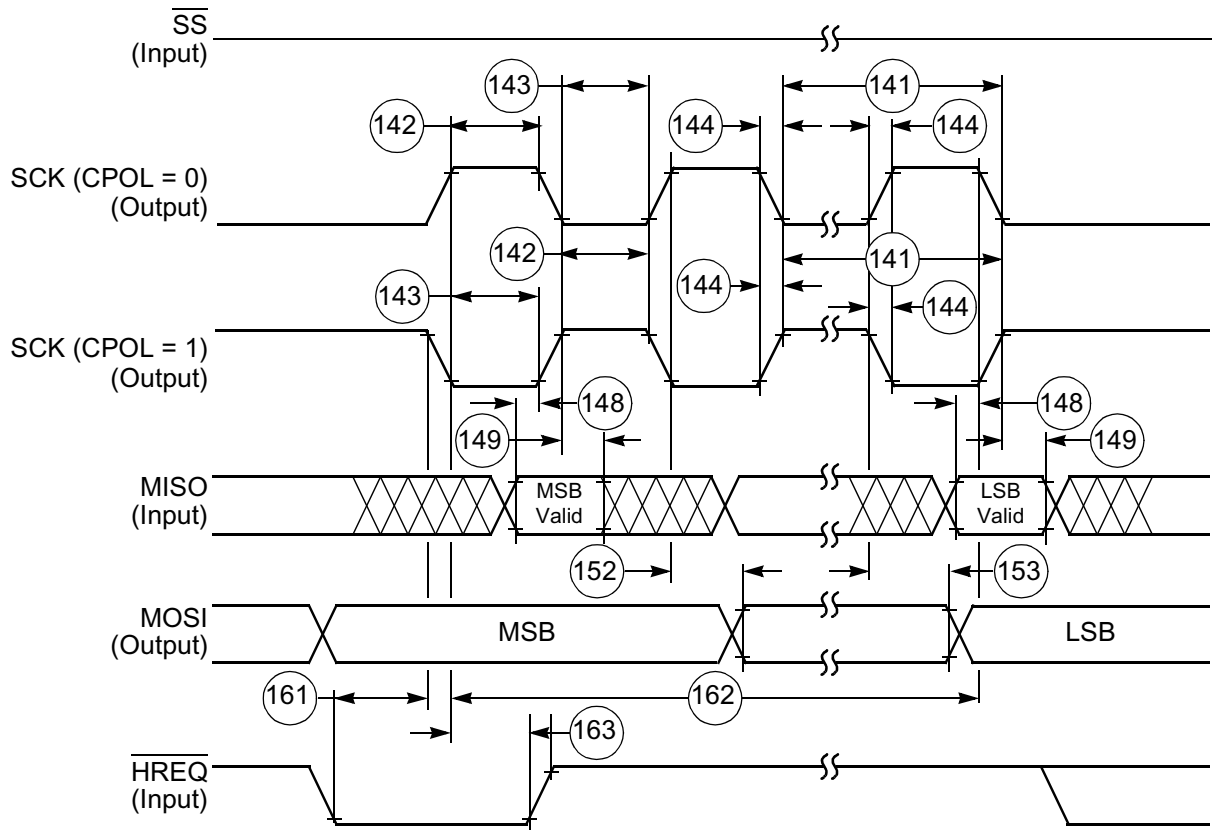 SS
(Input)
143
141
142
144
144
SCK (CPOL = 0)
(Output)
142
141
143
144
144
SCK (CPOL = 1)
(Output)
148
148
149
149
MISO
(Input)
MSB
Valid
LSB
Valid
152
153
MOSI
(Output)
MSB
LSB
161
162
163
HREQ
(Input)